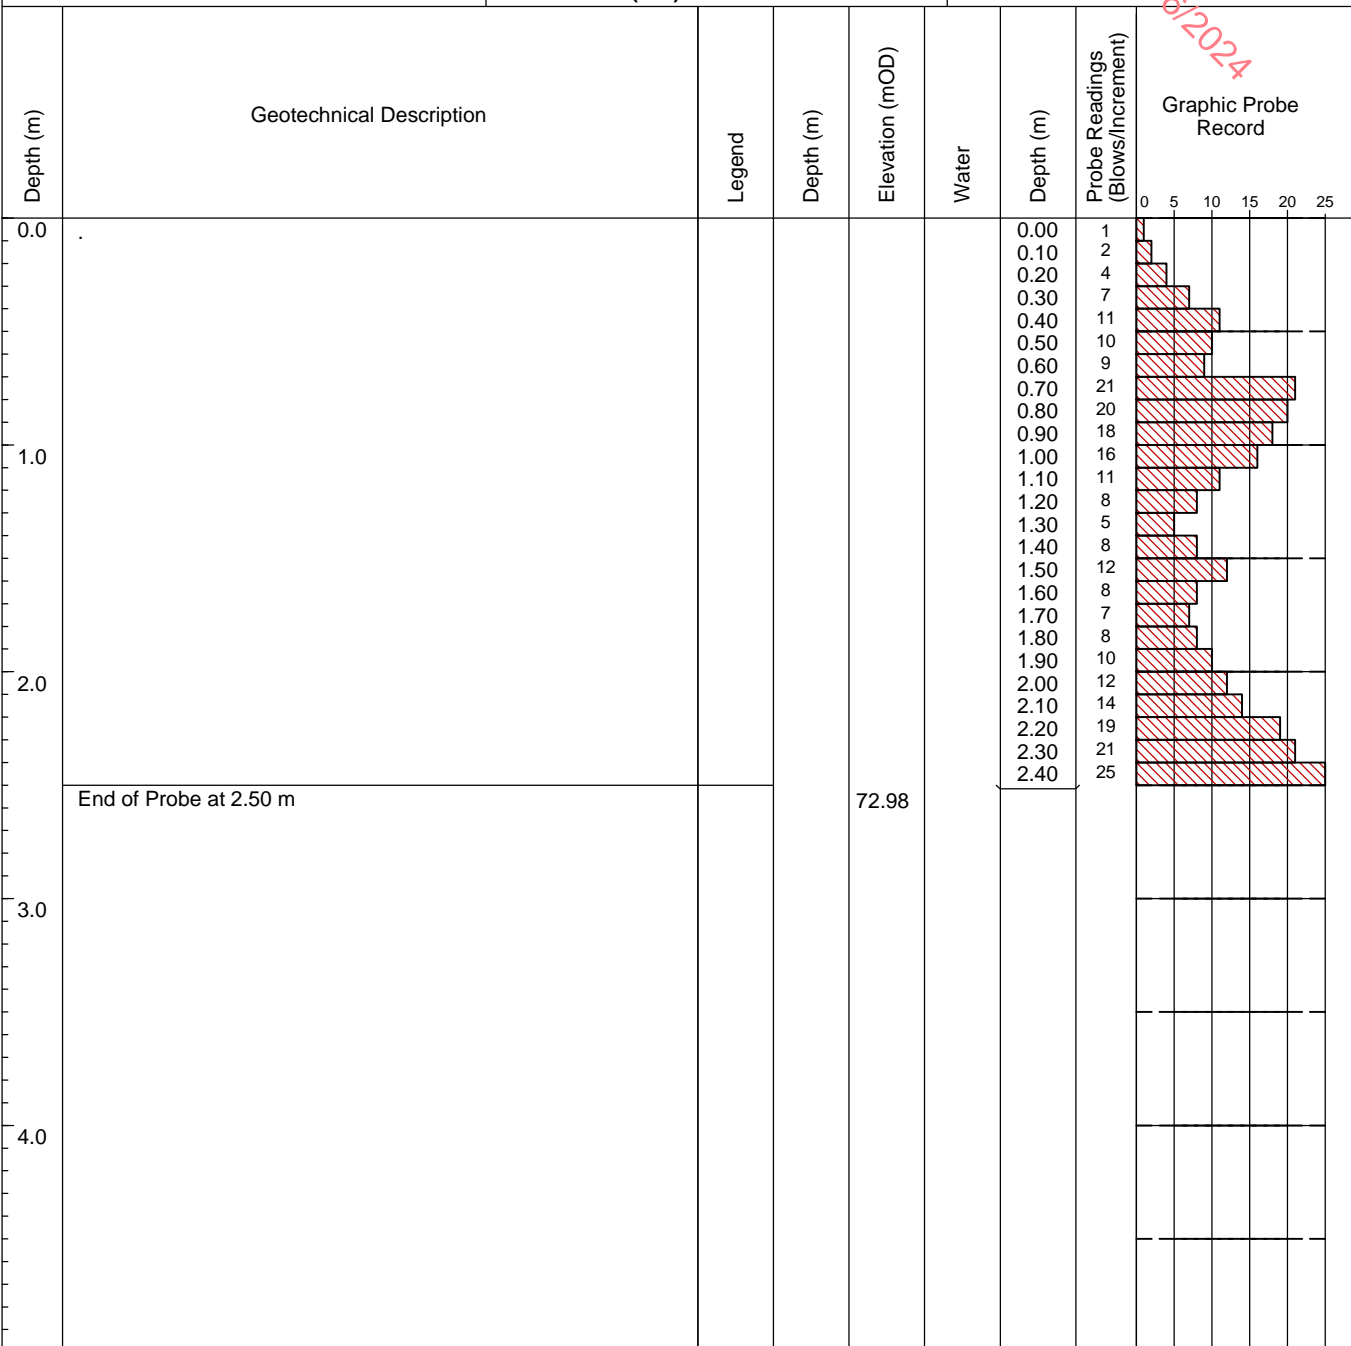 6/2024
Depth (m)
Geotechnical Description
Legend
Depth (m)
Elevation (mOD)
Water
Depth (m)
Probe Readings
(Blows/Increment)
Graphic Probe
Record
0 5 10 15 20 25
0.0 . 0.00 1
0.10 2
0.20 4
0.30 7
0.40 11
0.50 10
0.60 9
0.70 21
0.80 20
0.90 18
1.0 1.00 16
1.10 11
1.20 8
1.30 5
1.40 8
1.50 12
1.60 8
1.70 7
1.80 8
1.90 10
2.0 2.00 12
2.10 14
2.20 19
2.30 21
2.40 25
End of Probe at 2.50 m 72.98
3.0
4.0